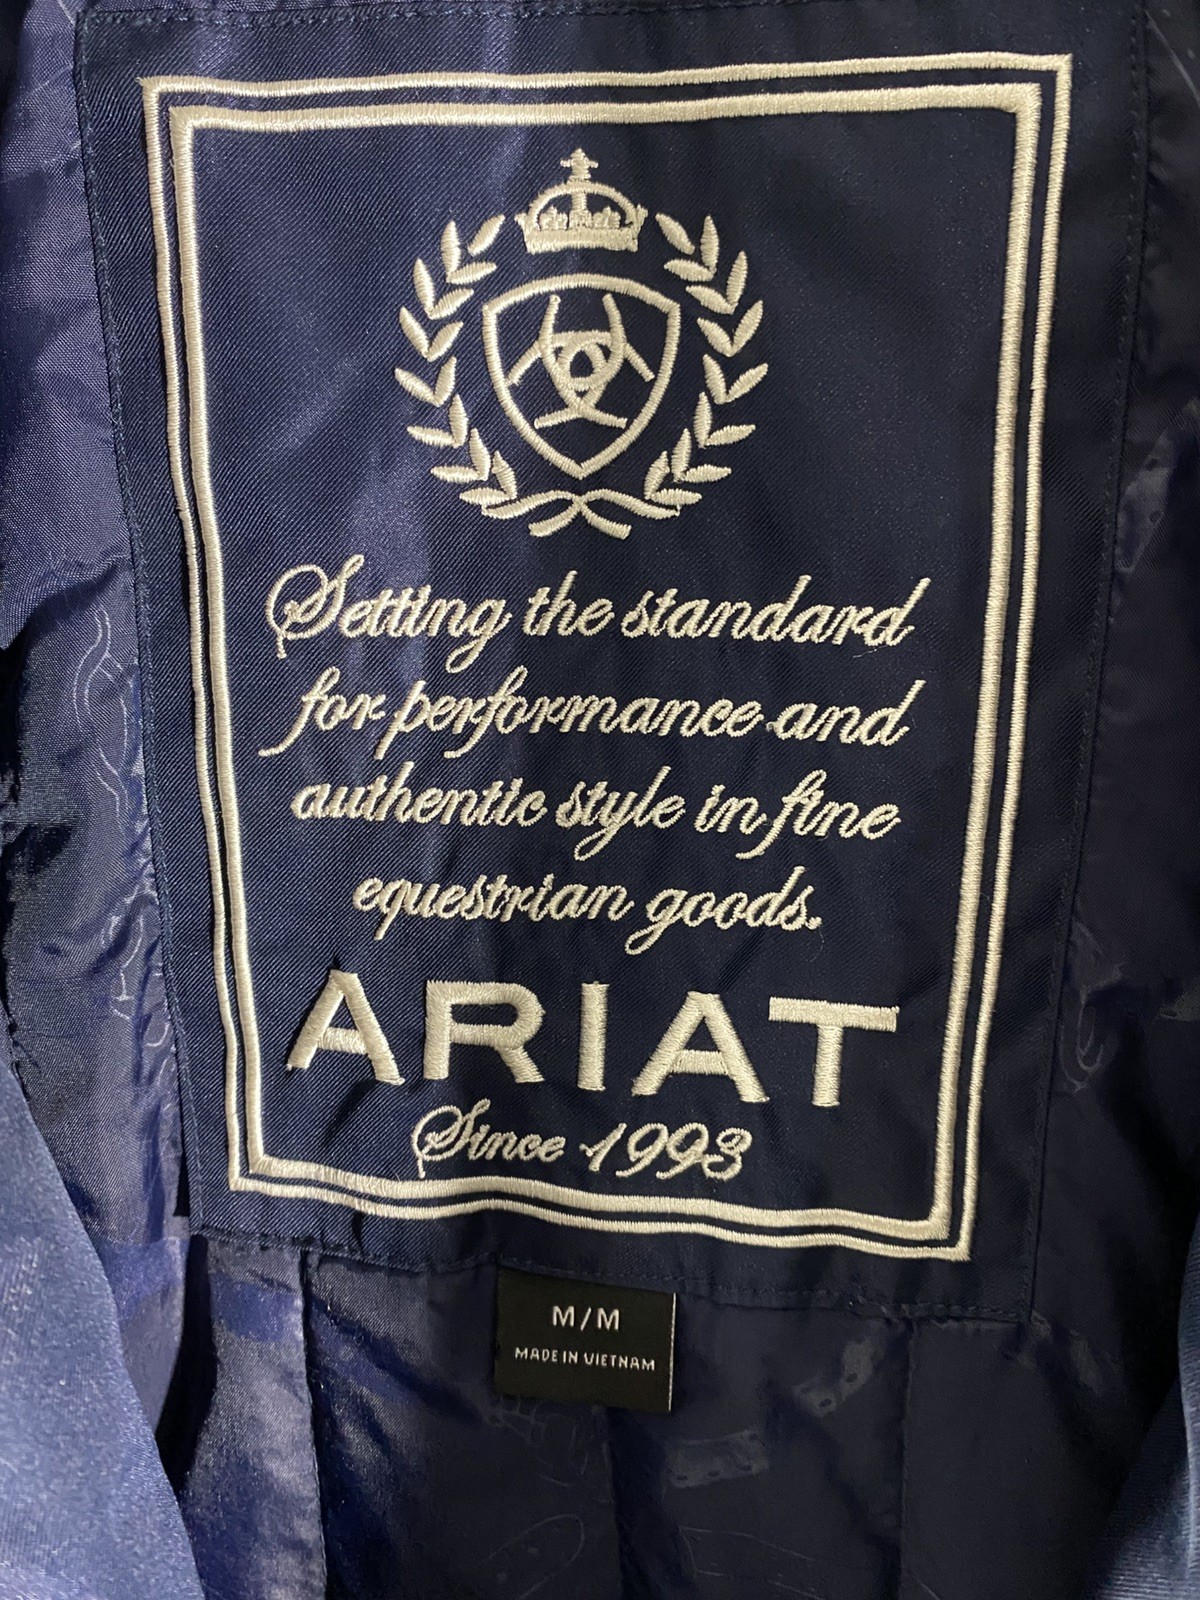 Setting the standard
for performance and
authentic style in fine
equestrian goods.
ARIAT
Since 1993
M/M
MADE IN VIETNAM